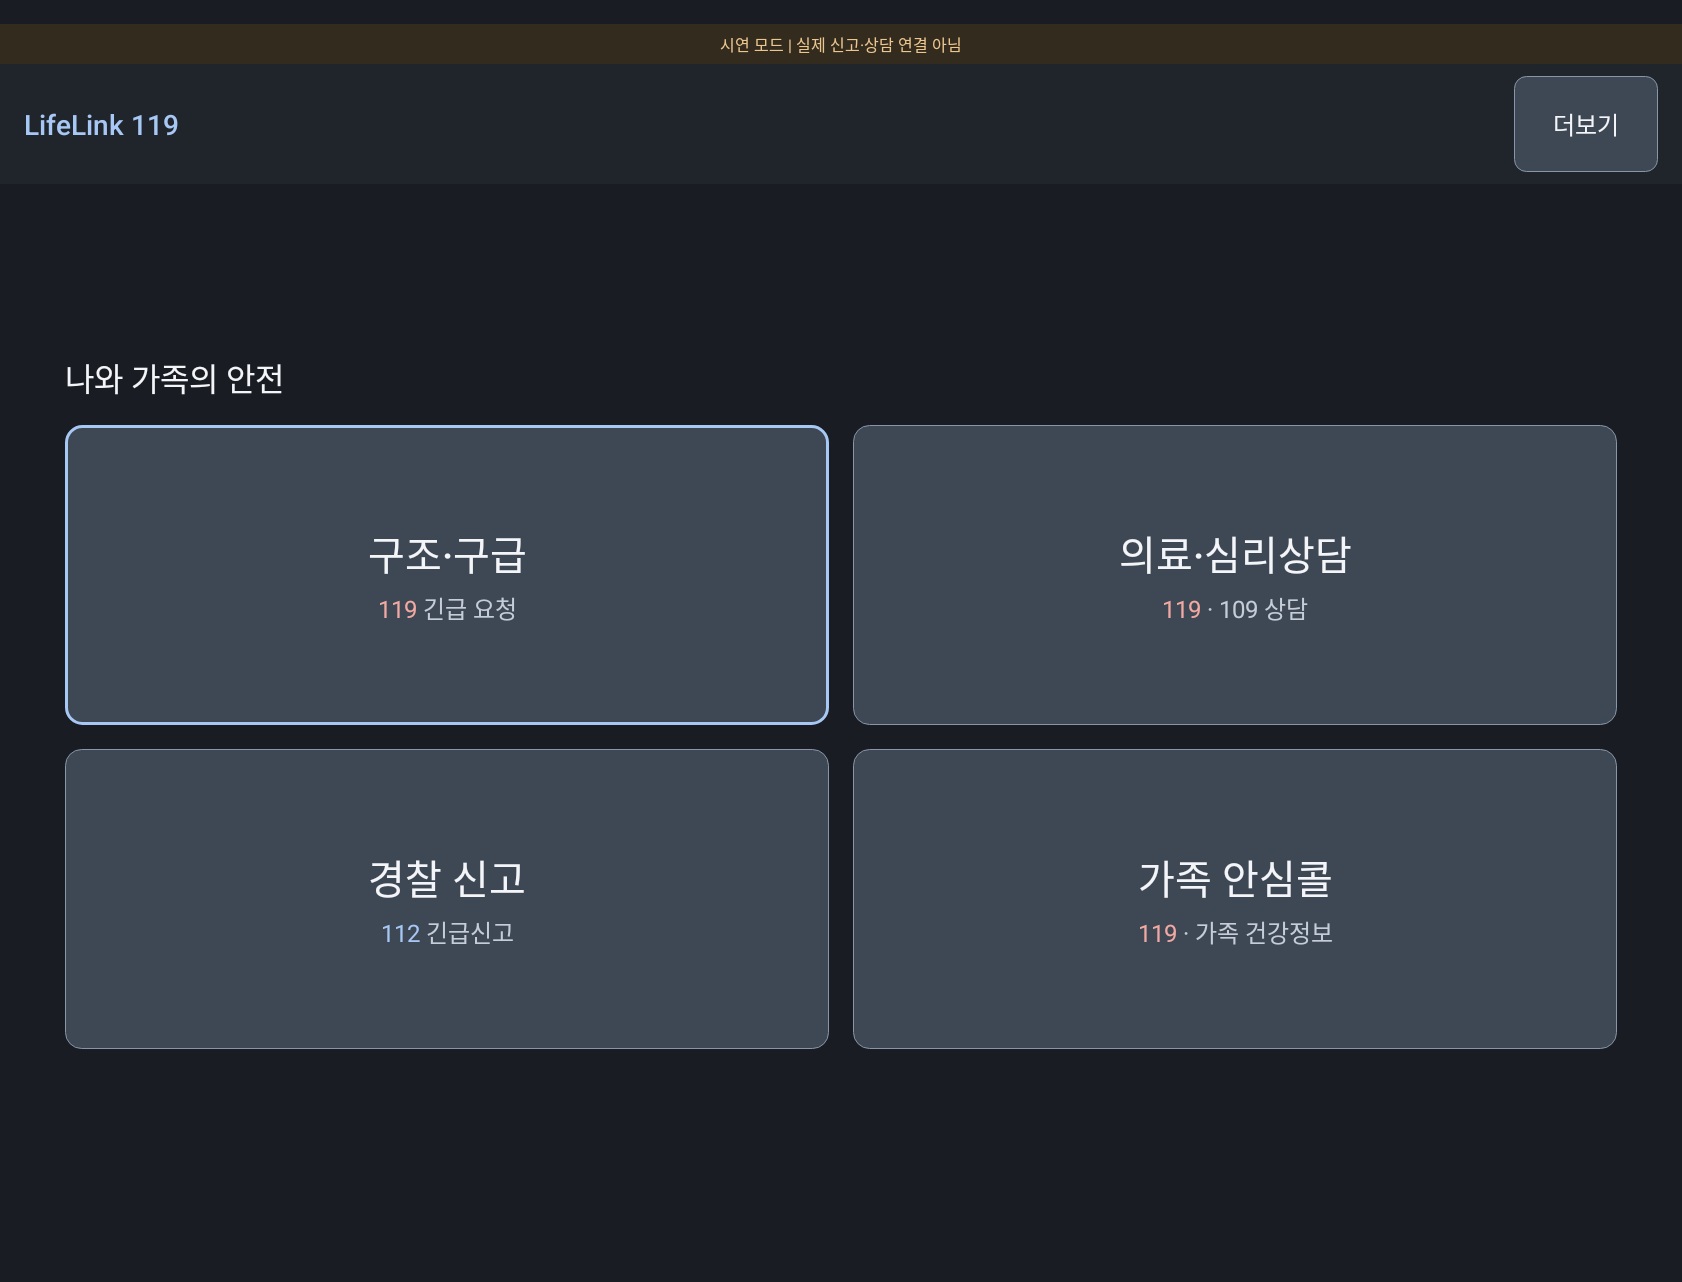 시연 모드 | 실제 신고·상담 연결 아님
LifeLink 119
더보기
나와 가족의 안전
구조·구급
119 긴급 요청
의료·심리상담
119 · 109 상담
경찰 신고
112 긴급신고
가족 안심콜
119 · 가족 건강정보